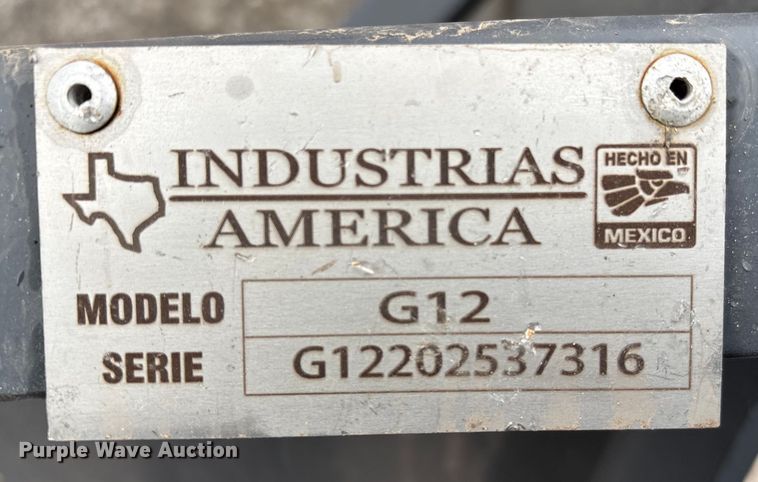 INDUSTRIAS
AMERICA
HECHO EN
MEXICO
MODELO G12
SERIE G12202537316
Purple Wave Auction